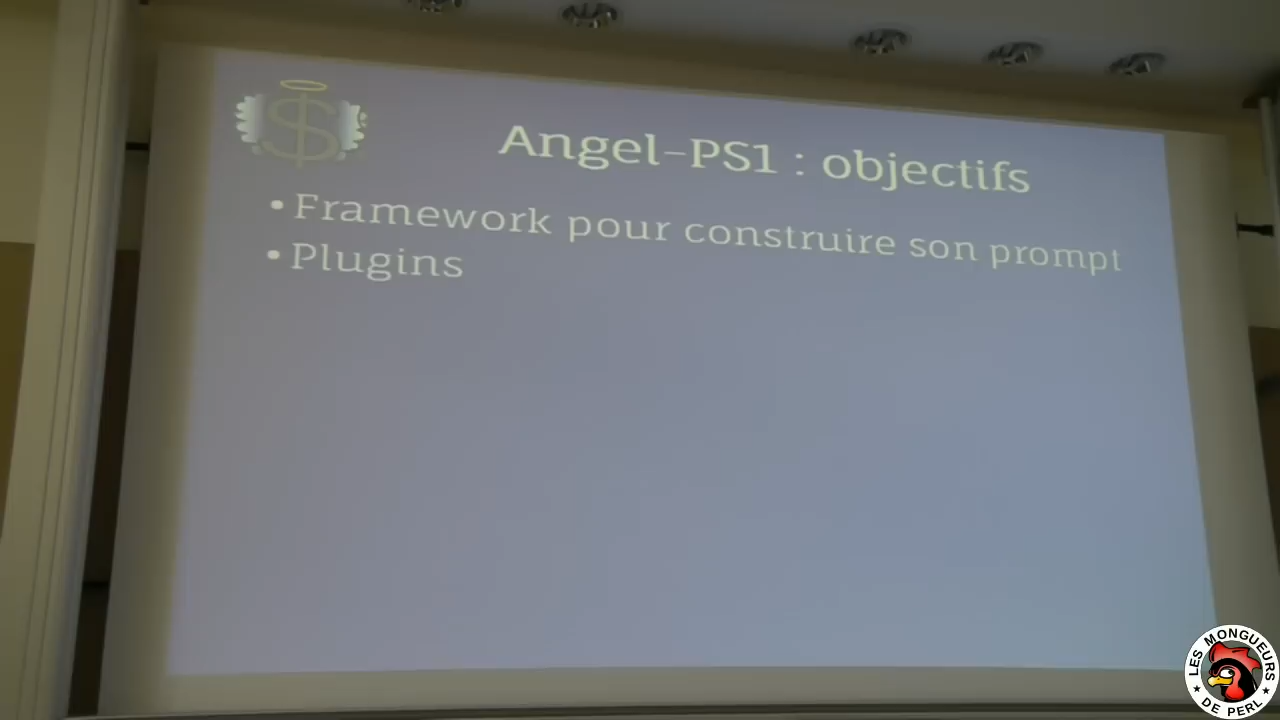 Angel-PS1 : objectifs
•Framework pour construire son prompt
•Plugins
LES MONGUEURS
DE PERL